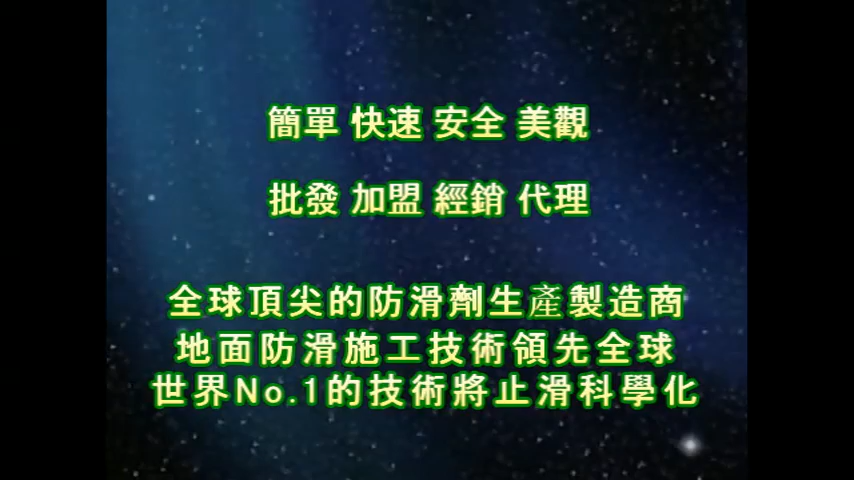 簡單 快速 安全 美觀
批發 加盟 經銷 代理
全球頂尖的防滑劑生產製造商
地面防滑施工技術領先全球
世界No.1的技術將止滑科學化